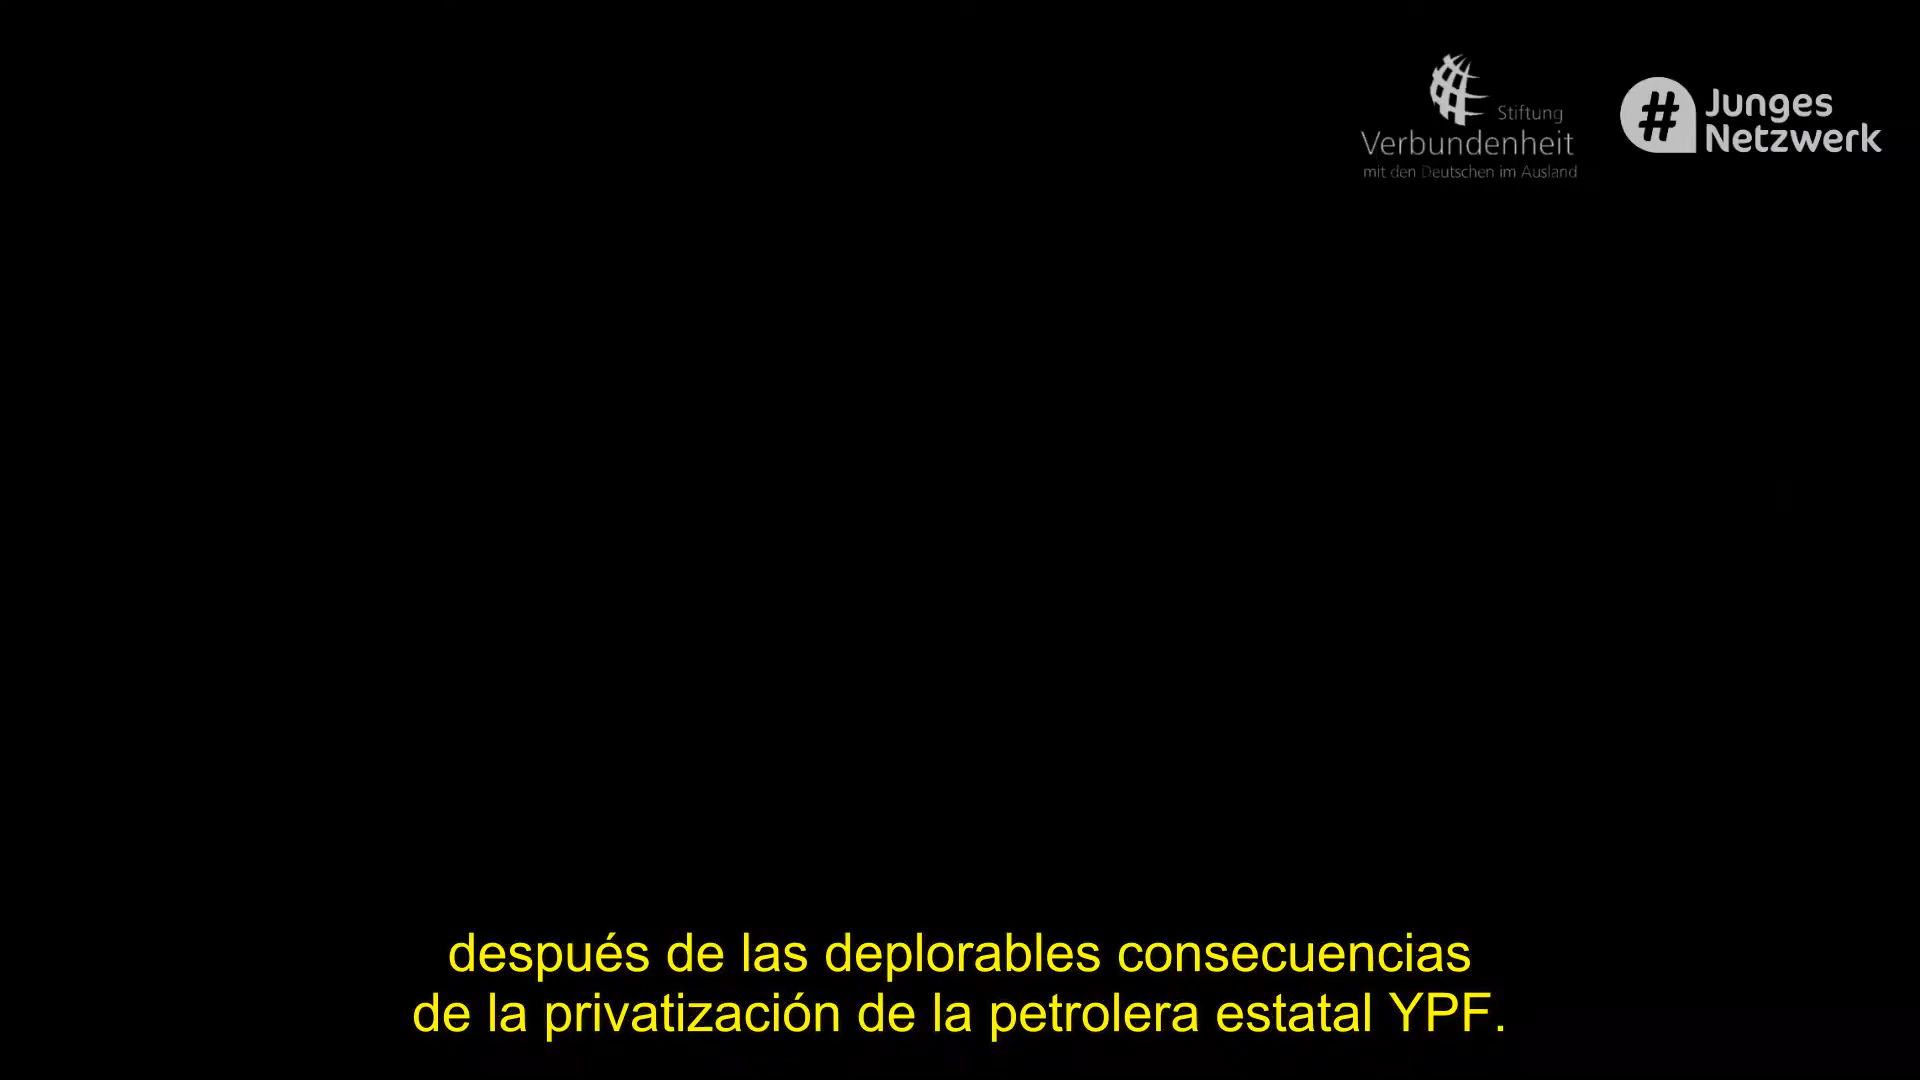 Stiftung
Verbundenheit
mit den Deutschen im Ausland
# Junges
Netzwerk
después de las deplorables consecuencias
de la privatización de la petrolera estatal YPF.